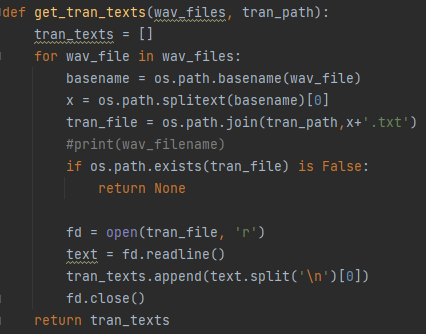 def get_tran_texts(wav_files, tran_path):
    tran_texts = []
    for wav_file in wav_files:
        basename = os.path.basename(wav_file)
        x = os.path.splitext(basename)[0]
        tran_file = os.path.join(tran_path,x+'.txt')
        #print(wav_filename)
        if os.path.exists(tran_file) is False:
            return None

        fd = open(tran_file, 'r')
        text = fd.readline()
        tran_texts.append(text.split('\n')[0])
        fd.close()
    return tran_texts